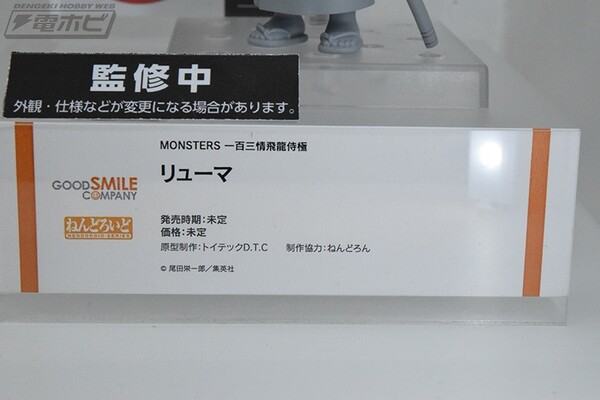 DENGEKI HOBBY WEB
電ホビ
監修中
外観・仕様などが変更になる場合があります。
MONSTERS 一百三情飛龍侍極
リューマ
GOOD SMILE
COMPANY
ねんどろいど
NENDOROID SERIES
発売時期:未定
価格:未定
原型制作:トイテックD.T.C 制作協力:ねんどろん
© 尾田栄一郎/集英社